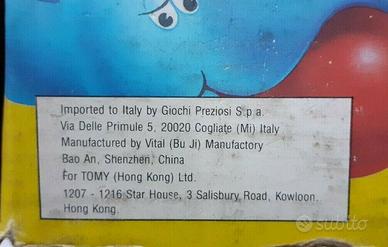 Imported to Italy by Giochi Preziosi S.p.a.
Via Delle Primule 5, 20020 Cogliate (Mi) Italy
Manufactured by Vital (Bu Ji) Manufactory
Bao An, Shenzhen, China
For TOMY (Hong Kong) Ltd.
1207 - 1216 Star House, 3 Salisbury, Road, Kowloon.
Hong Kong.
subito